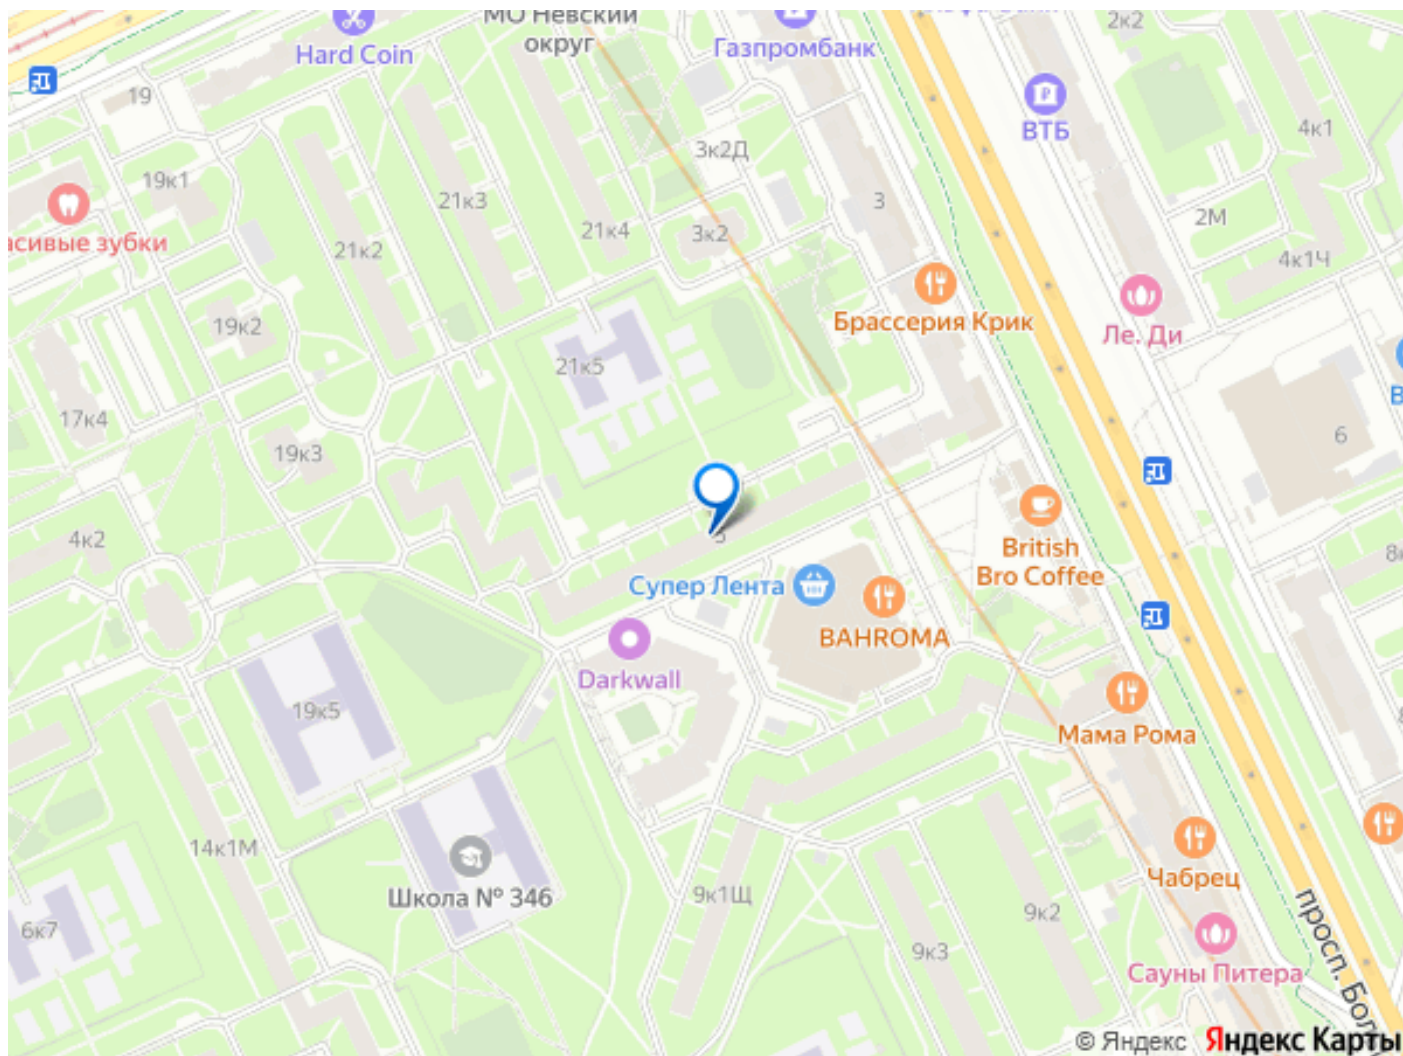 МО Невский
округ
Hard Coin
Газпромбанк
2к2
19
ВТБ
4к1
3к2Д
19к1
21к3
3
2М
21к4
3к2
асивые зубки
21к2
4к1Ч
Брассерия Крик
19к2
Ле. Ди
21к5
В
17к4
6
19к3
4к2
5
British
Bro Coffee
Супер Лента
BAHROMA
Darkwall
19к5
Мама Рома
14к1М
Чабрец
Школа № 346
9к1Щ
9к2
6к7
9к3
Сауны Питера
просп. Бол
© Яндекс Яндекс Карты